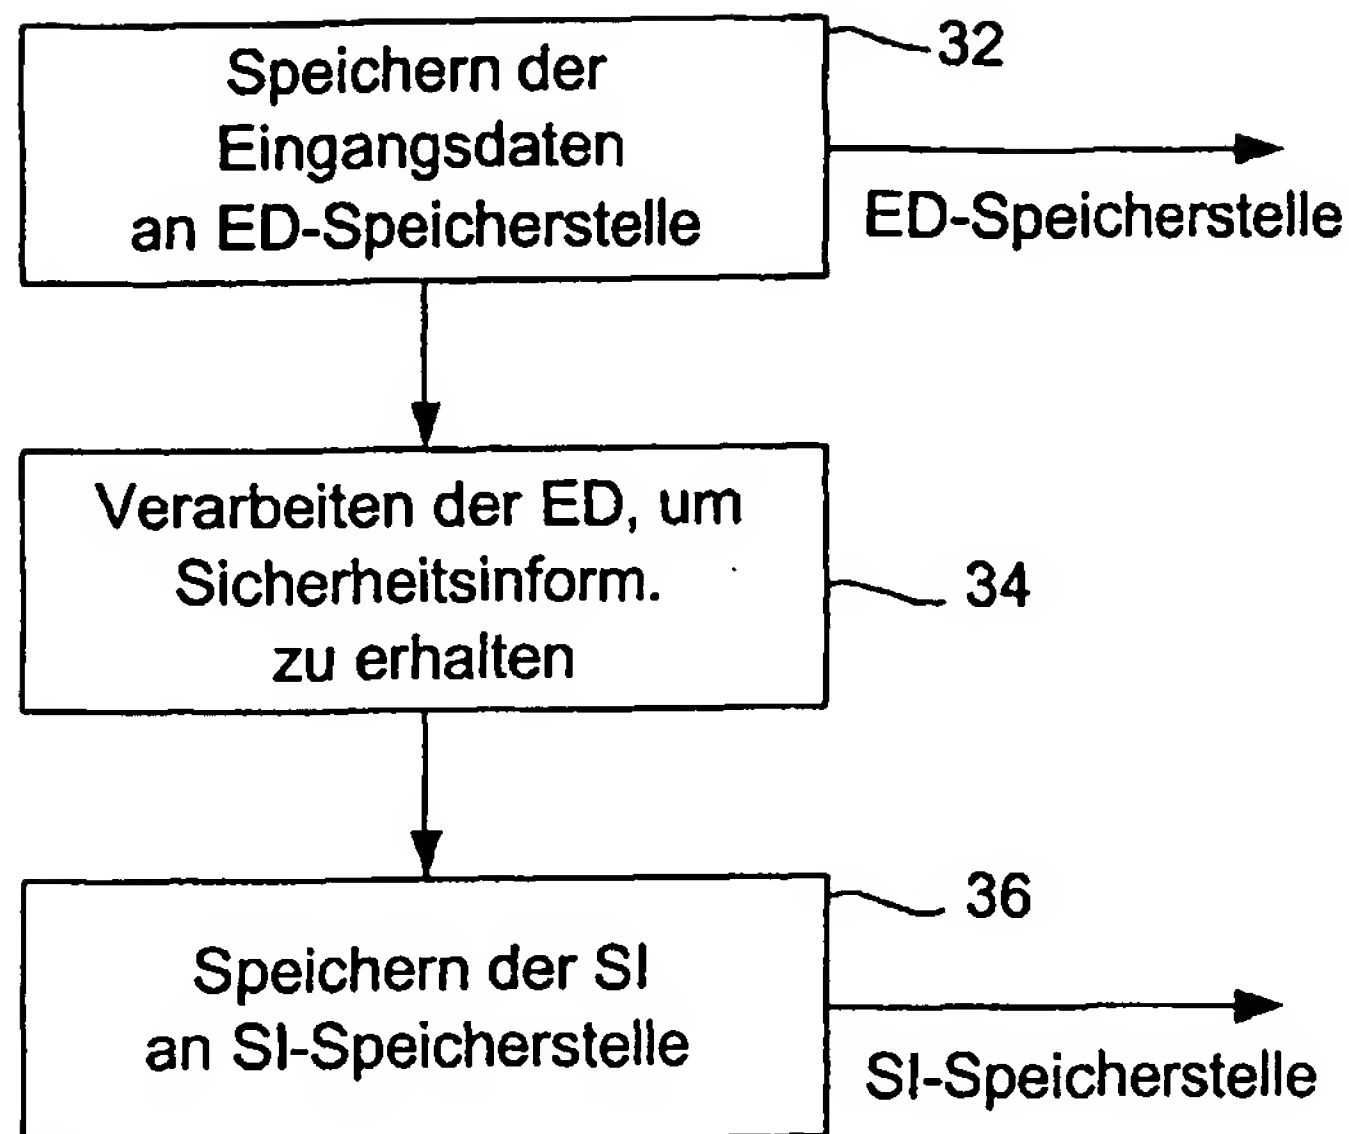 Speichern der
Eingangsdaten
an ED-Speicherstelle
32
ED-Speicherstelle
Verarbeiten der ED, um
Sicherheitsinform.
zu erhalten
34
Speichern der SI
an SI-Speicherstelle
36
SI-Speicherstelle